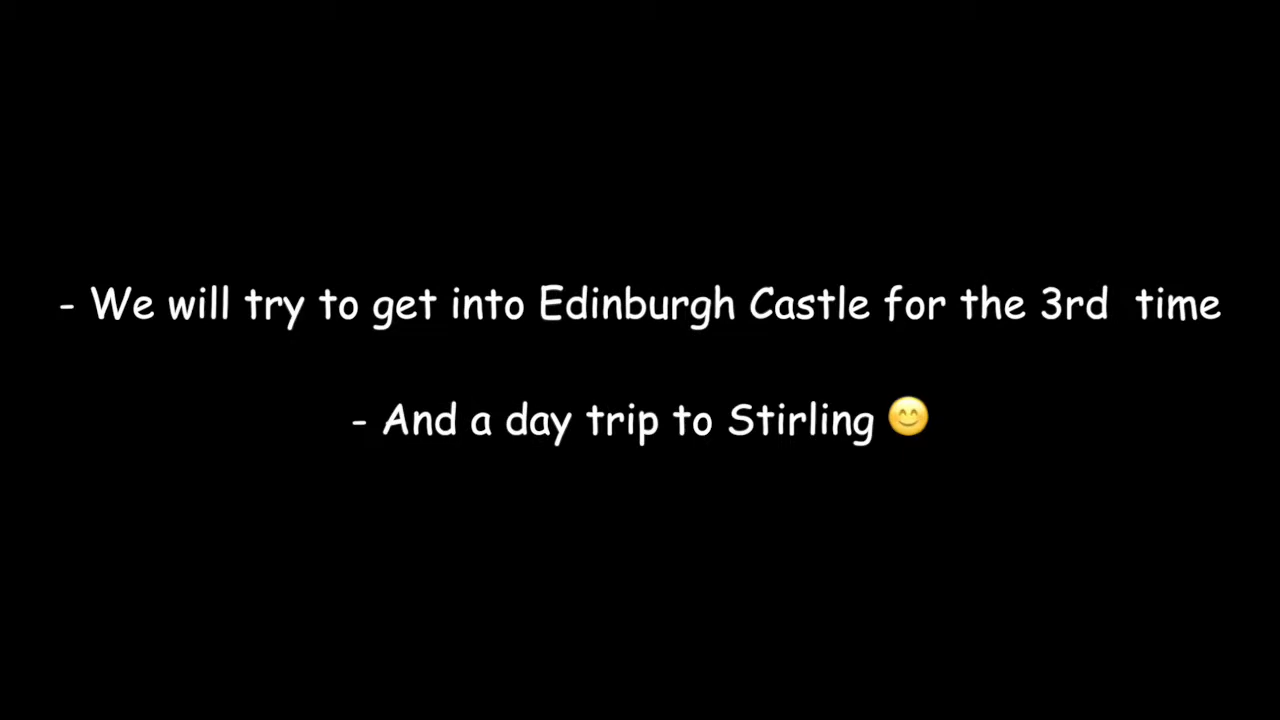 - We will try to get into Edinburgh Castle for the 3rd  time
- And a day trip to Stirling 😊